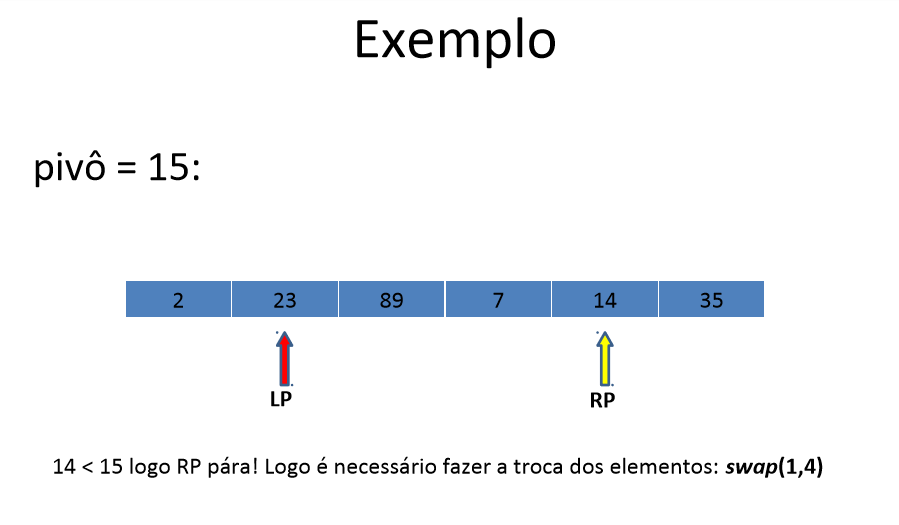 Exemplo
pivô = 15:
2 23 89 7 14 35
LP RP
14 < 15 logo RP pára! Logo é necessário fazer a troca dos elementos: swap(1,4)